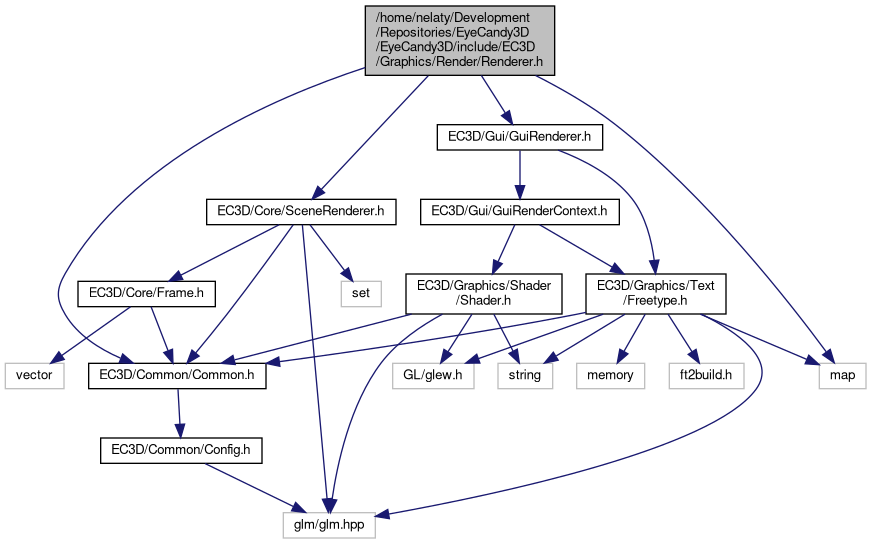 /home/nelaty/Development
/Repositories/EyeCandy3D
/EyeCandy3D/include/EC3D
/Graphics/Render/Renderer.h
EC3D/Gui/GuiRenderer.h
EC3D/Core/SceneRenderer.h
EC3D/Gui/GuiRenderContext.h
EC3D/Core/Frame.h
set
EC3D/Graphics/Shader
/Shader.h
EC3D/Graphics/Text
/Freetype.h
vector
EC3D/Common/Common.h
GL/glew.h
string
memory
ft2build.h
map
EC3D/Common/Config.h
glm/glm.hpp